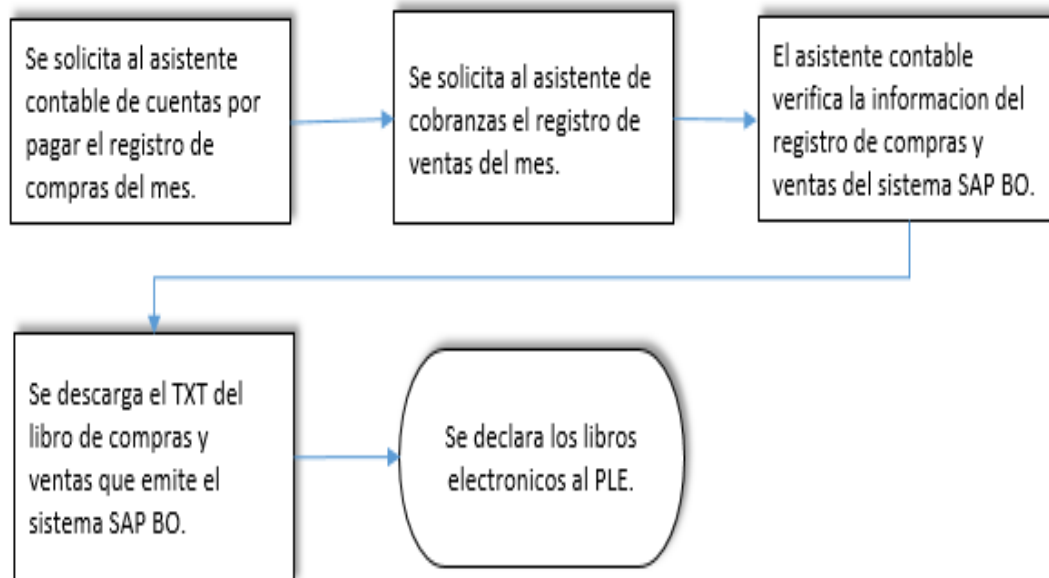 Se solicita al asistente
contable de cuentas por
pagar el registro de
compras del mes.
Se solicita al asistente de
cobranzas el registro de
ventas del mes.
El asistente contable
verifica la informacion del
registro de compras y
ventas del sistema SAP BO.
Se descarga el TXT del
libro de compras y
ventas que emite el
sistema SAP BO.
Se declara los libros
electronicos al PLE.